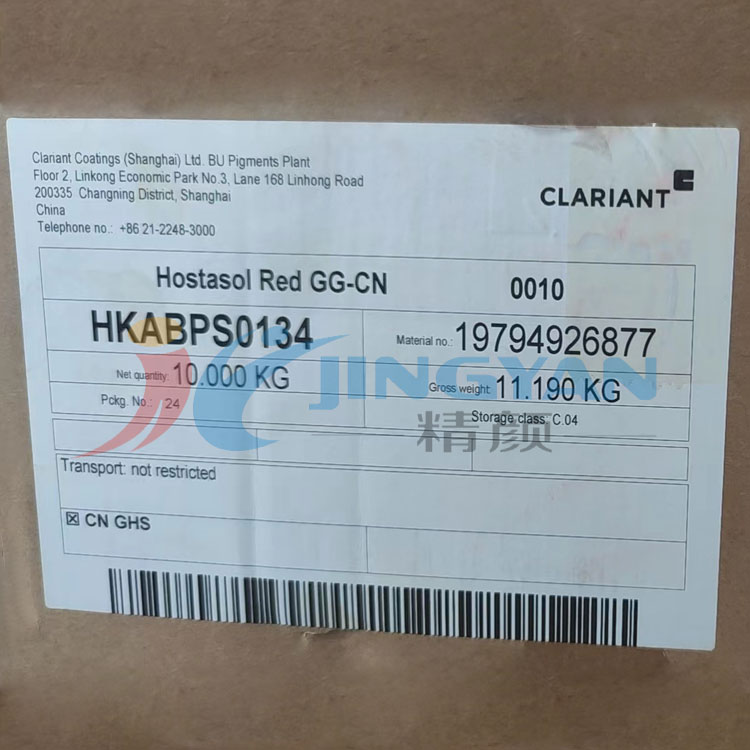 Clariant Coatings (Shanghai) Ltd. BU Pigments Plant
Floor 2, Linkong Economic Park No.3, Lane 168 Linhong Road
200335 Changning District, Shanghai
China
Telephone no.: +86 21-2248-3000
CLARIANT
Hostasol Red GG-CN 0010
HKABPS0134 Material no.: 19794926877
Net quantity: 10.000 KG Gross weight: 11.190 KG
Pckg. No.: 24 Storage class: C.04
JINGYAN
精颜
Transport: not restricted
CN GHS